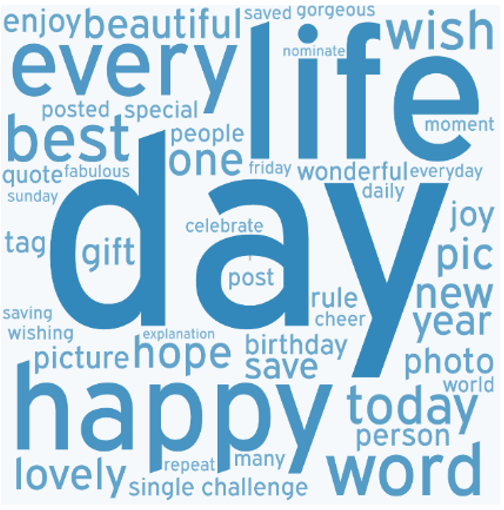 enjoy beautiful saved gorgeous
wish
every life
nominate
posted special
moment
best people
one friday wonderful everyday
quote fabulous
sunday
daily
day
joy
celebrate
tag gift
pic
post
new
saving rule
cheer year
wishing
explanation
picture hope birthday
save photo
world
happy today
person
many
repeat word
lovely single challenge